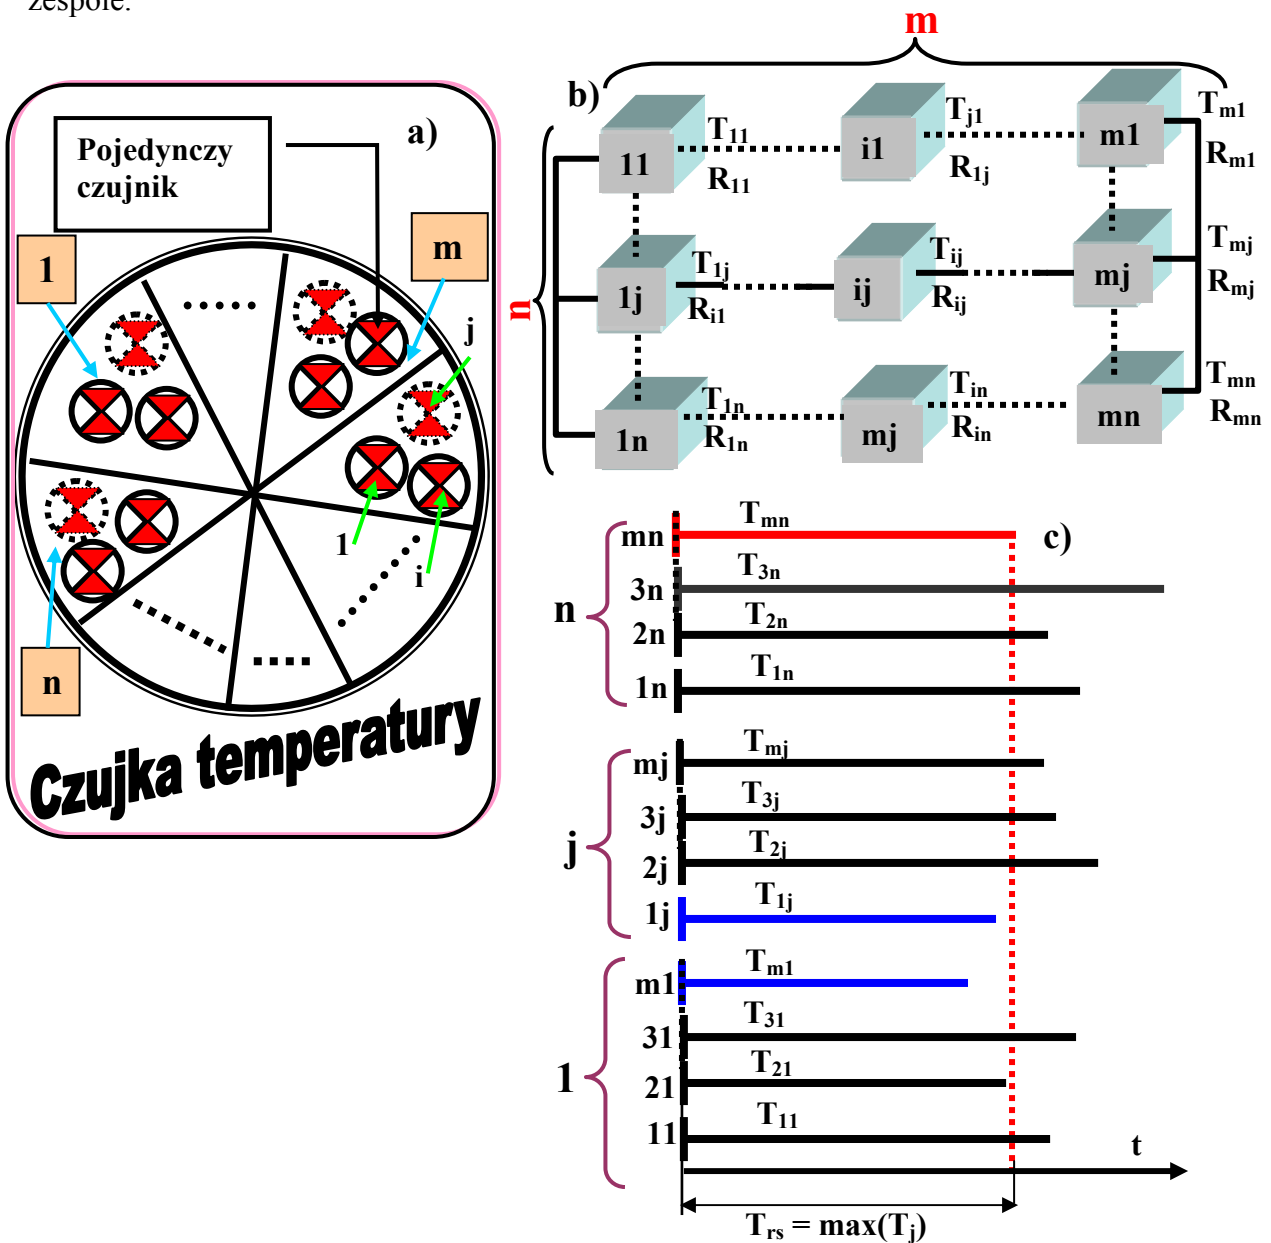 zespole.
a)
Pojedynczy
czujnik
1
m
j
1
i
n
Czujka temperatury
m
b)
n
11
T11
R11
i1
Tj1
R1j
m1
Tm1
Rm1
1j
T1j
Ri1
ij
Tij
Rij
mj
Tmj
Rmj
1n
T1n
R1n
mj
Tin
Rin
mn
Tmn
Rmn
c)
n
mn
Tmn
3n
T3n
2n
T2n
1n
T1n
j
mj
Tmj
3j
T3j
2j
T2j
1j
T1j
1
m1
Tm1
31
T31
21
T21
11
T11
t
Trs = max(Tj)